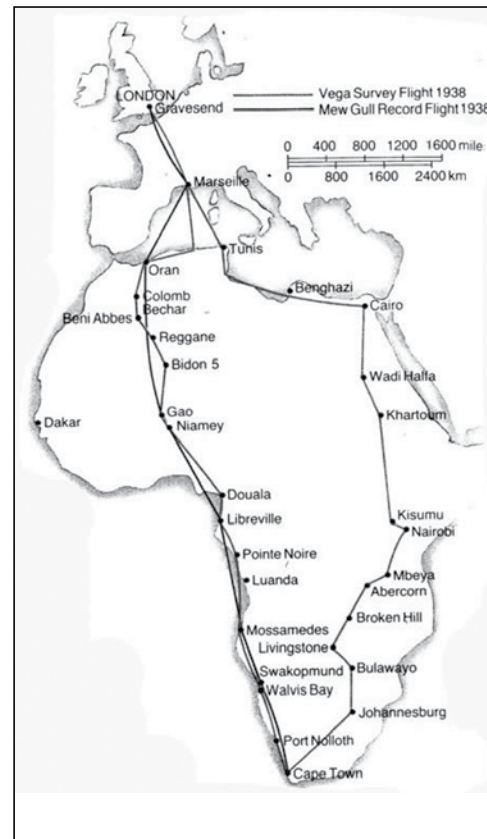 LONDON
Gravesend
Vega Survey Flight 1938
Mew Gull Record Flight 1938
0 400 800 1200 1600 mile:
0 800 1600 2400 km
Marseille
Tunis
Oran
Benghazi
Colomb
Bechar
Cairo
Beni Abbes
Reggane
Bidon 5
Wadi Halfa
Gao
Khartoum
Dakar
Niamey
Douala
Libreville
Kisumu
Nairobi
Pointe Noire
Mbeya
Luanda
Abercorn
Broken Hill
Mossamedes
Livingstone
Swakopmund
Bulawayo
Walvis Bay
Johannesburg
Port Nolloth
Cape Town